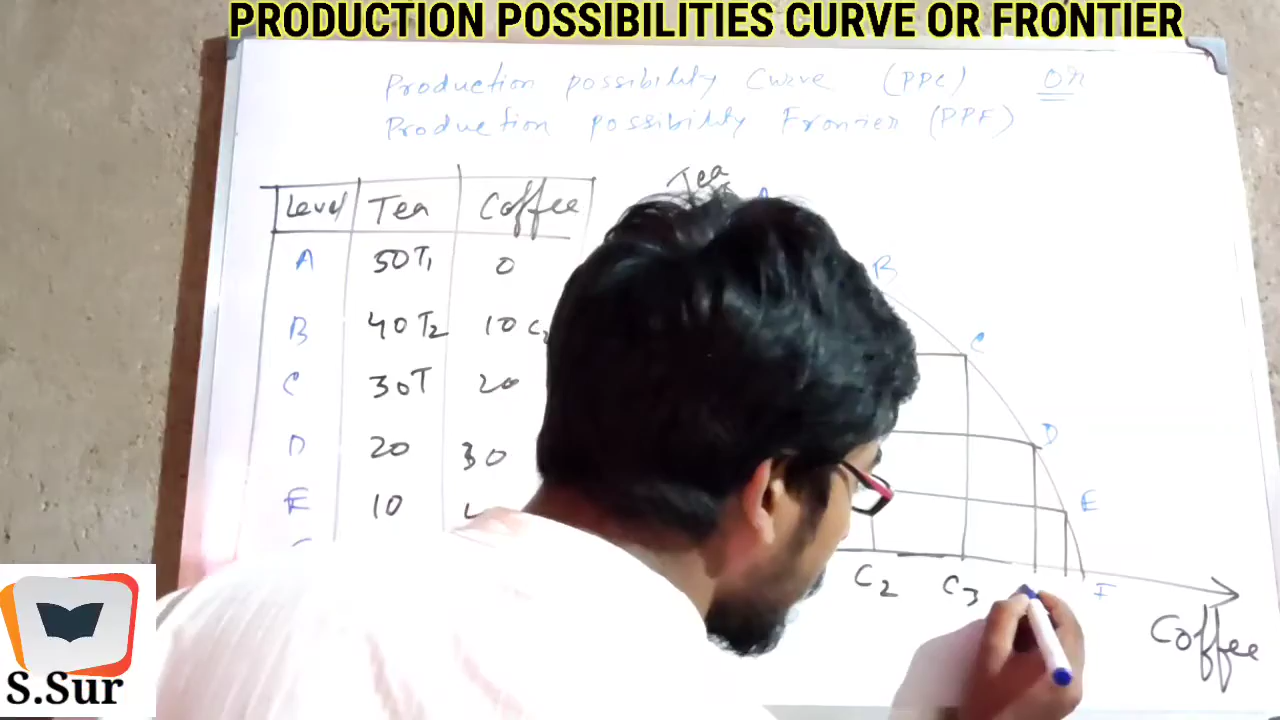 PRODUCTION POSSIBILITIES CURVE OR FRONTIER
Production possibility Curve (PPC) OR
Production possibility Frontier (PPF)
Level Tea Coffee
A 50T1 0
B 40T2 10
C 30T 20
D 20 30
E 10
Tea
A
B
C
D
E
F
C2 C3
Coffee
S.Sur